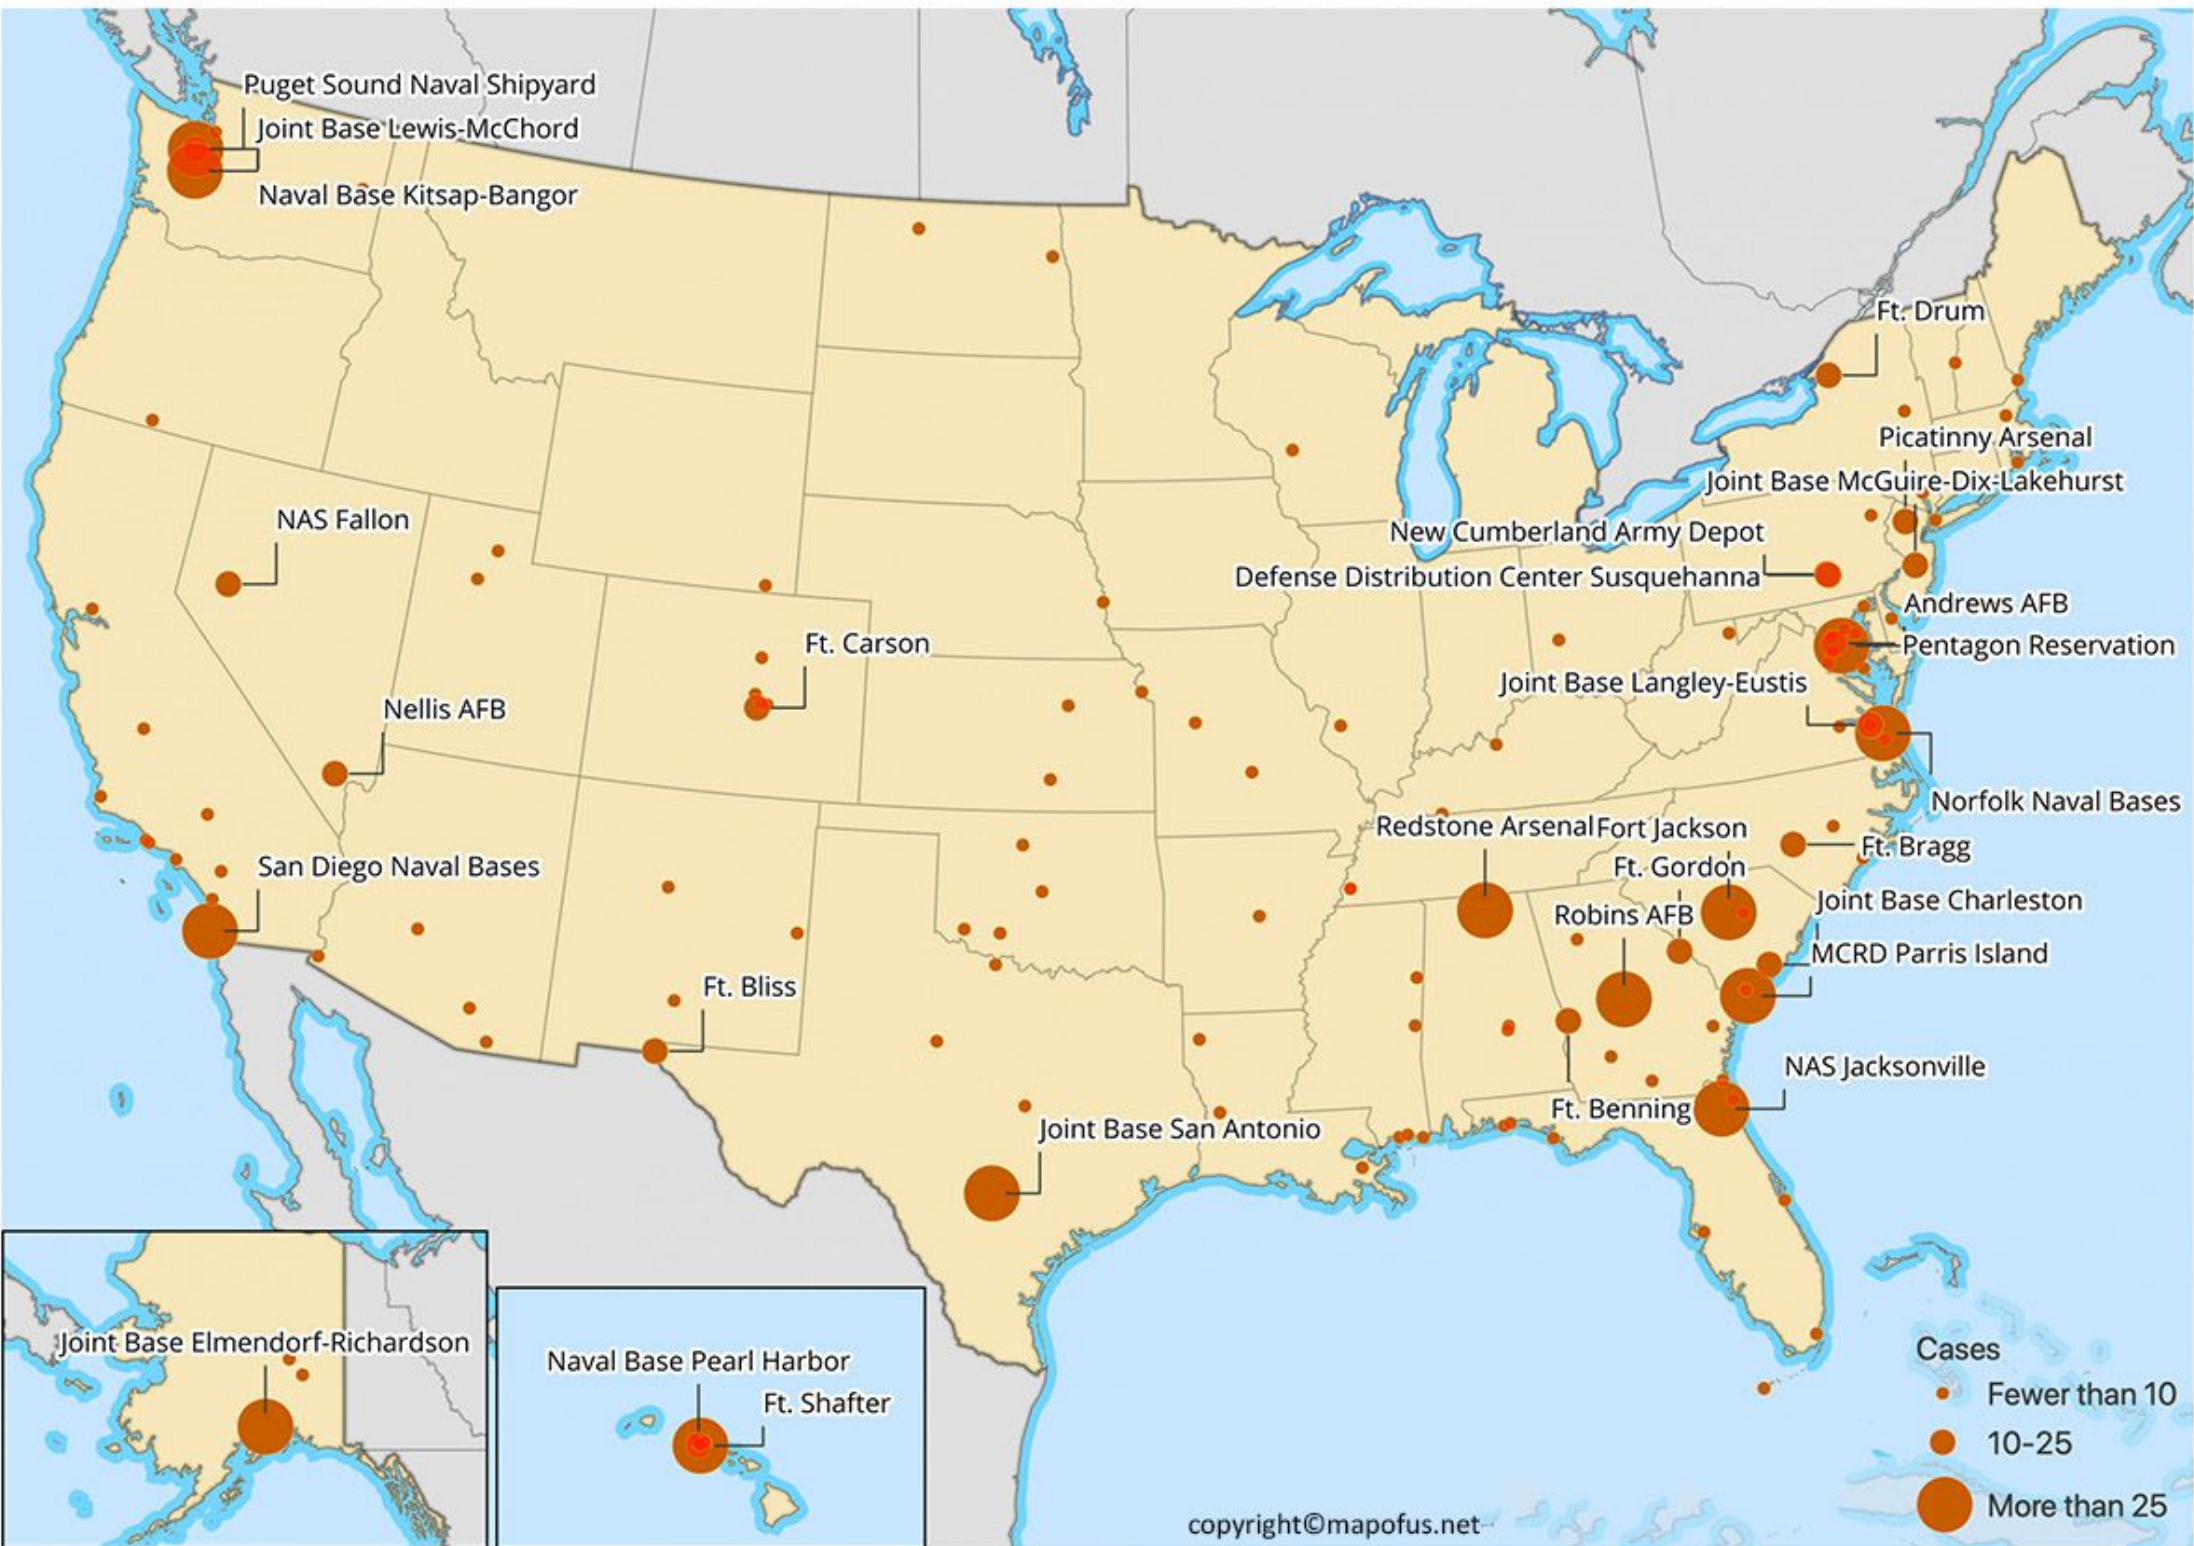 Puget Sound Naval Shipyard
Joint Base Lewis-McChord
Naval Base Kitsap-Bangor
Ft. Drum
Picatinny Arsenal
Joint Base McGuire-Dix-Lakehurst
NAS Fallon
New Cumberland Army Depot
Defense Distribution Center Susquehanna
Andrews AFB
Ft. Carson
Pentagon Reservation
Joint Base Langley-Eustis
Nellis AFB
Norfolk Naval Bases
Redstone Arsenal
Fort Jackson
Ft. Bragg
San Diego Naval Bases
Ft. Gordon
Joint Base Charleston
Robins AFB
MCRD Parris Island
Ft. Bliss
NAS Jacksonville
Ft. Benning
Joint Base San Antonio
Joint Base Elmendorf-Richardson
Naval Base Pearl Harbor
Ft. Shafter
Cases
Fewer than 10
10-25
More than 25
copyright©mapofus.net